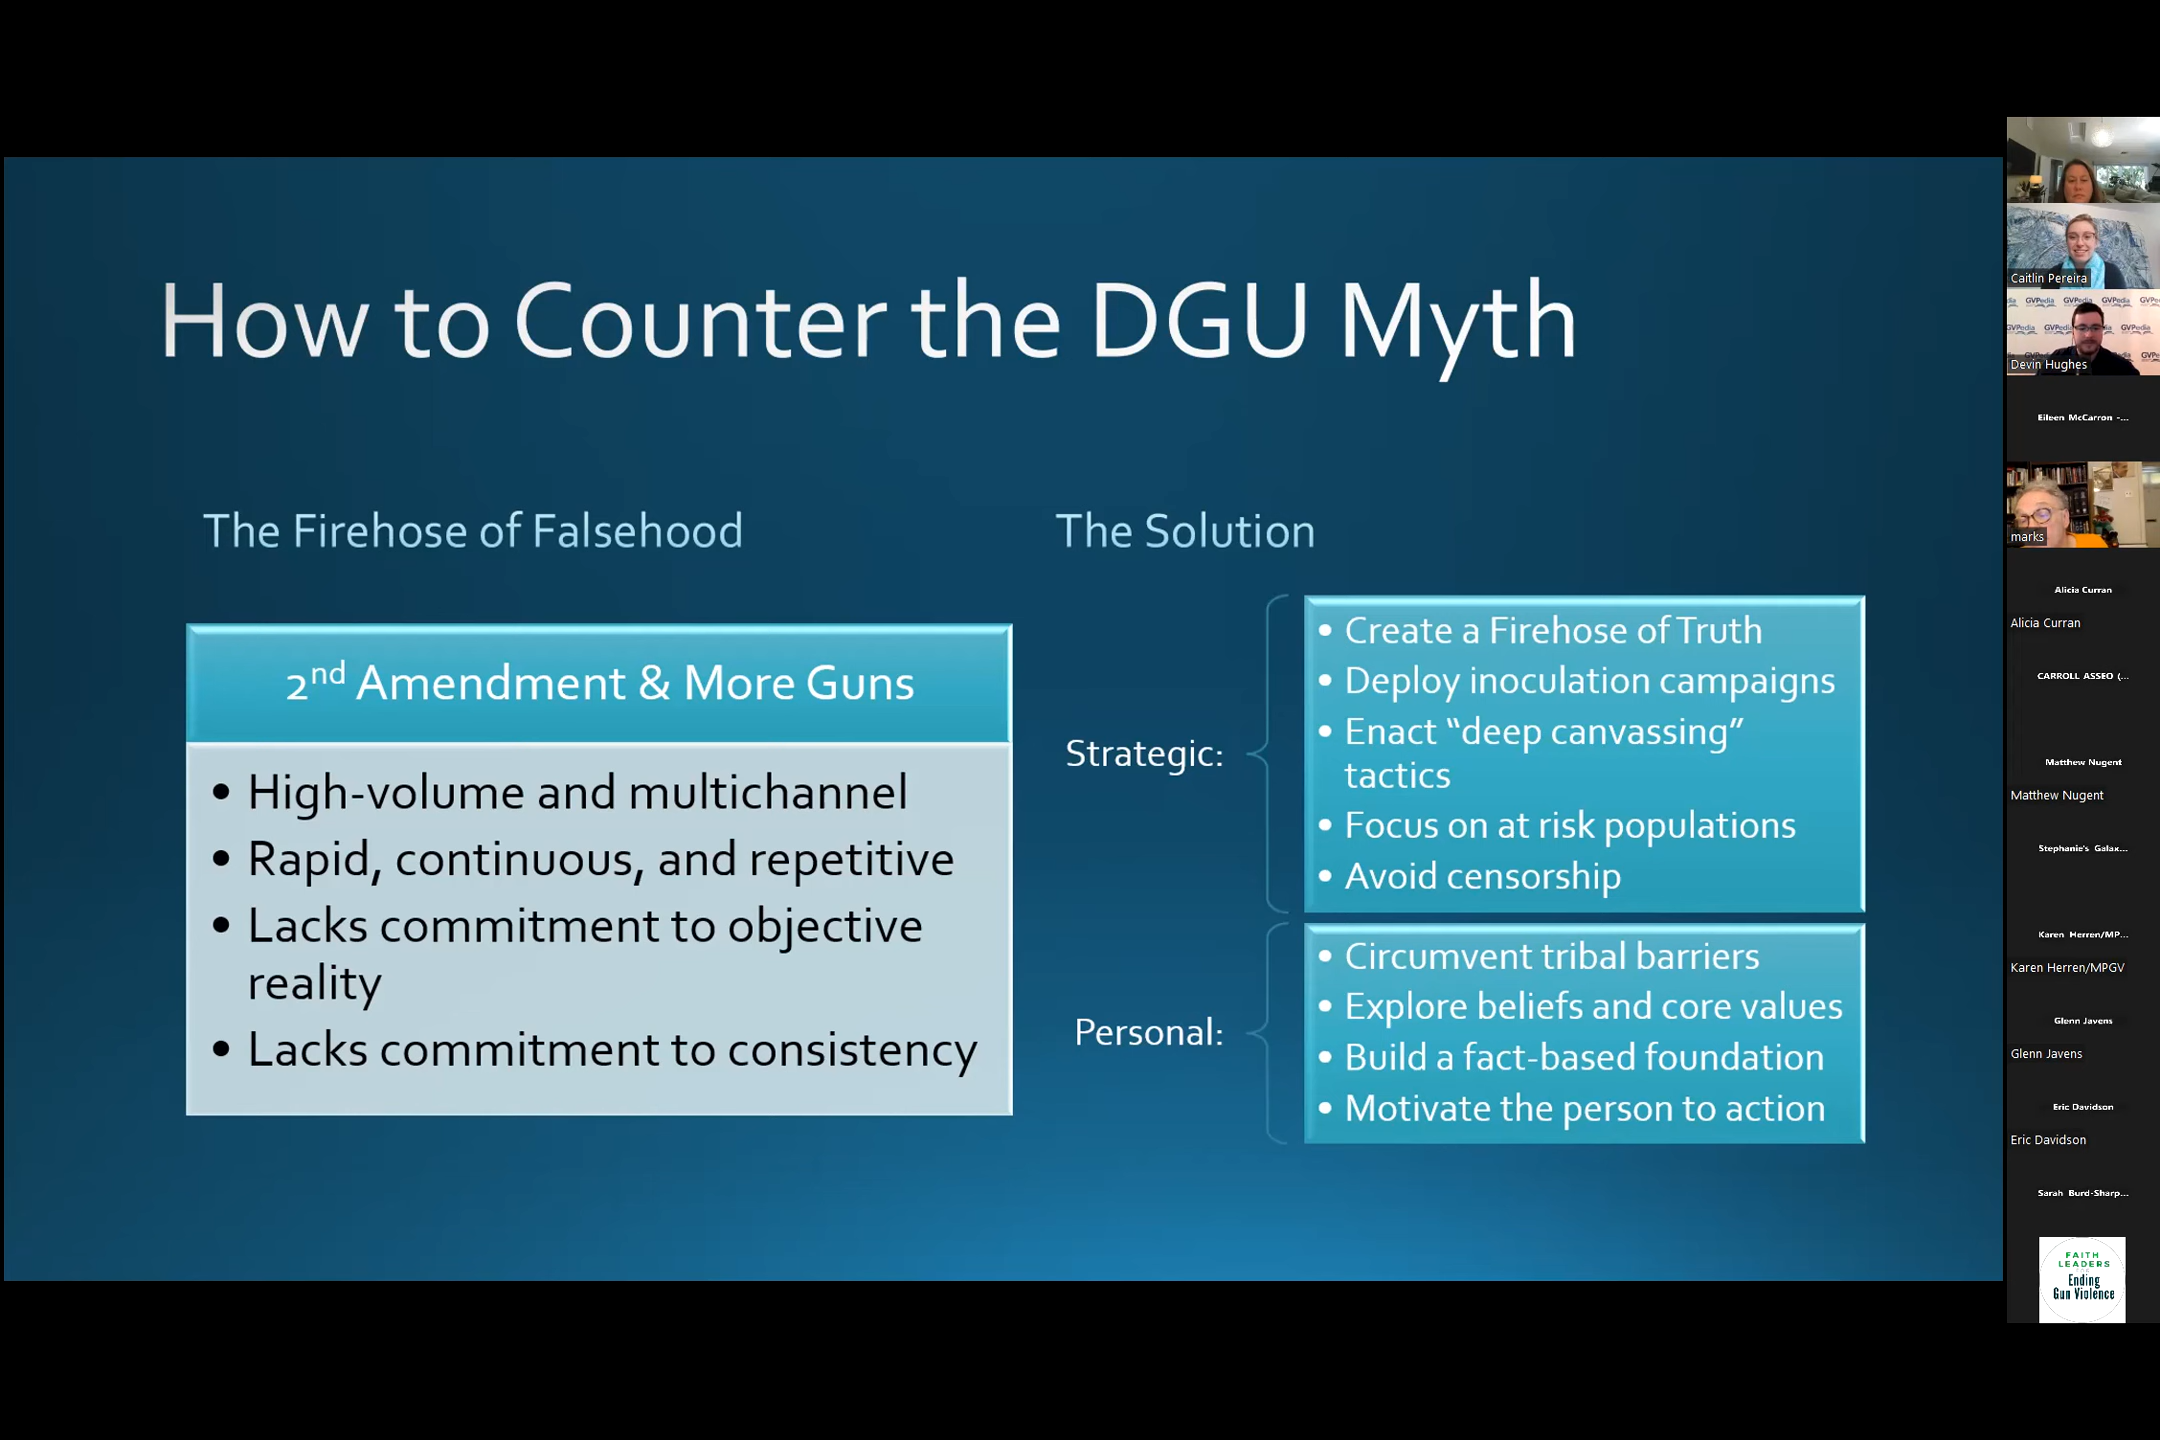 How to Counter the DGU Myth
The Firehose of Falsehood
2nd Amendment & More Guns
• High-volume and multichannel
• Rapid, continuous, and repetitive
• Lacks commitment to objective
reality
• Lacks commitment to consistency
The Solution
Strategic:
• Create a Firehose of Truth
• Deploy inoculation campaigns
• Enact “deep canvassing”
tactics
• Focus on at risk populations
• Avoid censorship
Personal:
• Circumvent tribal barriers
• Explore beliefs and core values
• Build a fact-based foundation
• Motivate the person to action
Caitlin Pereira
GVPedia GVPedia GVPedia
GVPedia GVPedia GVPedia
Devin Hughes
Eileen McCarron -...
marks
Alicia Curran
Alicia Curran
CARROLL ASSEO (...
Matthew Nugent
Matthew Nugent
Stephanie's Galax...
Karen Herren/MP...
Karen Herren/MPGV
Glenn Javens
Glenn Javens
Eric Davidson
Eric Davidson
Sarah Burd-Sharp...
FAITH
LEADERS
Ending
Gun Violence